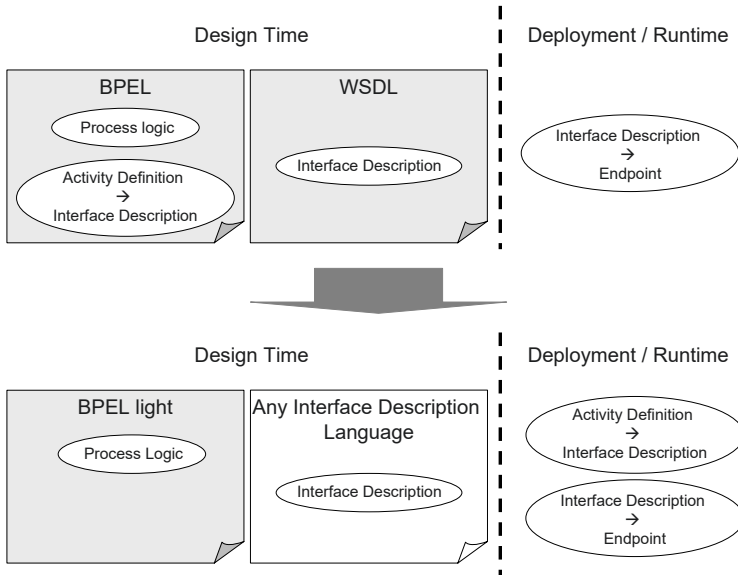 Design Time
Deployment / Runtime
BPEL
Process logic
Activity Definition
→
Interface Description
WSDL
Interface Description
Interface Description
→
Endpoint
Design Time
Deployment / Runtime
BPEL light
Process Logic
Any Interface Description
Language
Interface Description
Activity Definition
→
Interface Description
Interface Description
→
Endpoint